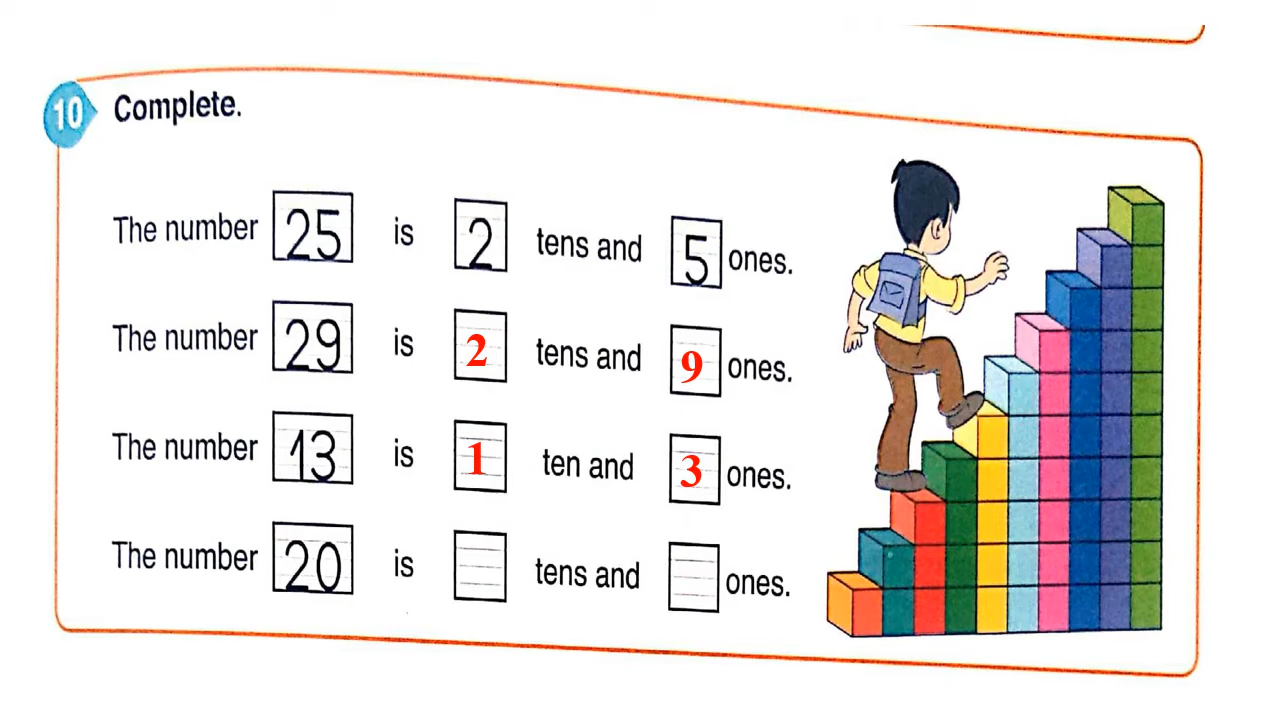 10 Complete.
The number 25 is 2 tens and 5 ones.
The number 29 is 2 tens and 9 ones.
The number 13 is 1 ten and 3 ones.
The number 20 is tens and ones.